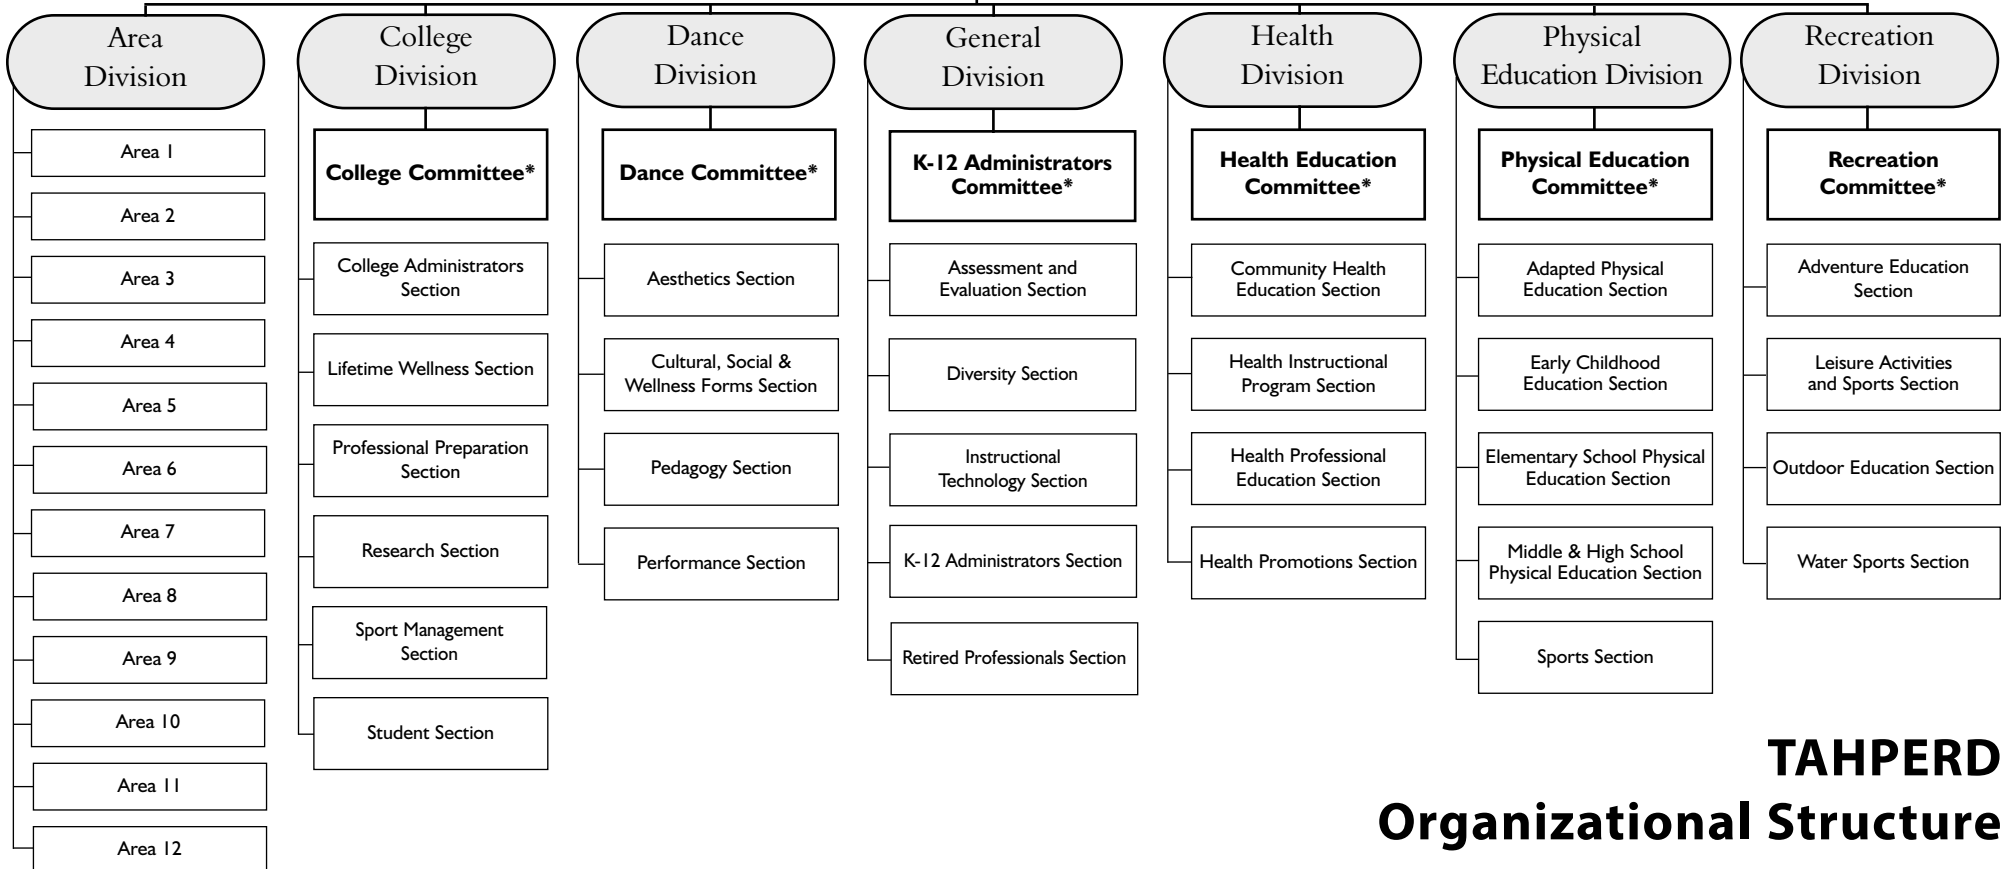 Area
Division
Area 1
Area 2
Area 3
Area 4
Area 5
Area 6
Area 7
Area 8
Area 9
Area 10
Area 11
Area 12
College
Division
College Committee*
College Administrators
Section
Lifetime Wellness Section
Professional Preparation
Section
Research Section
Sport Management
Section
Student Section
Dance
Division
Dance Committee*
Aesthetics Section
Cultural, Social &
Wellness Forms Section
Pedagogy Section
Performance Section
General
Division
K-12 Administrators
Committee*
Assessment and
Evaluation Section
Diversity Section
Instructional
Technology Section
K-12 Administrators Section
Retired Professionals Section
Health
Division
Health Education
Committee*
Community Health
Education Section
Health Instructional
Program Section
Health Professional
Education Section
Health Promotions Section
Physical
Education Division
Physical Education
Committee*
Adapted Physical
Education Section
Early Childhood
Education Section
Elementary School Physical
Education Section
Middle & High School
Physical Education Section
Sports Section
Recreation
Division
Recreation
Committee*
Adventure Education
Section
Leisure Activities
and Sports Section
Outdoor Education Section
Water Sports Section
TAHPERD
Organizational Structure